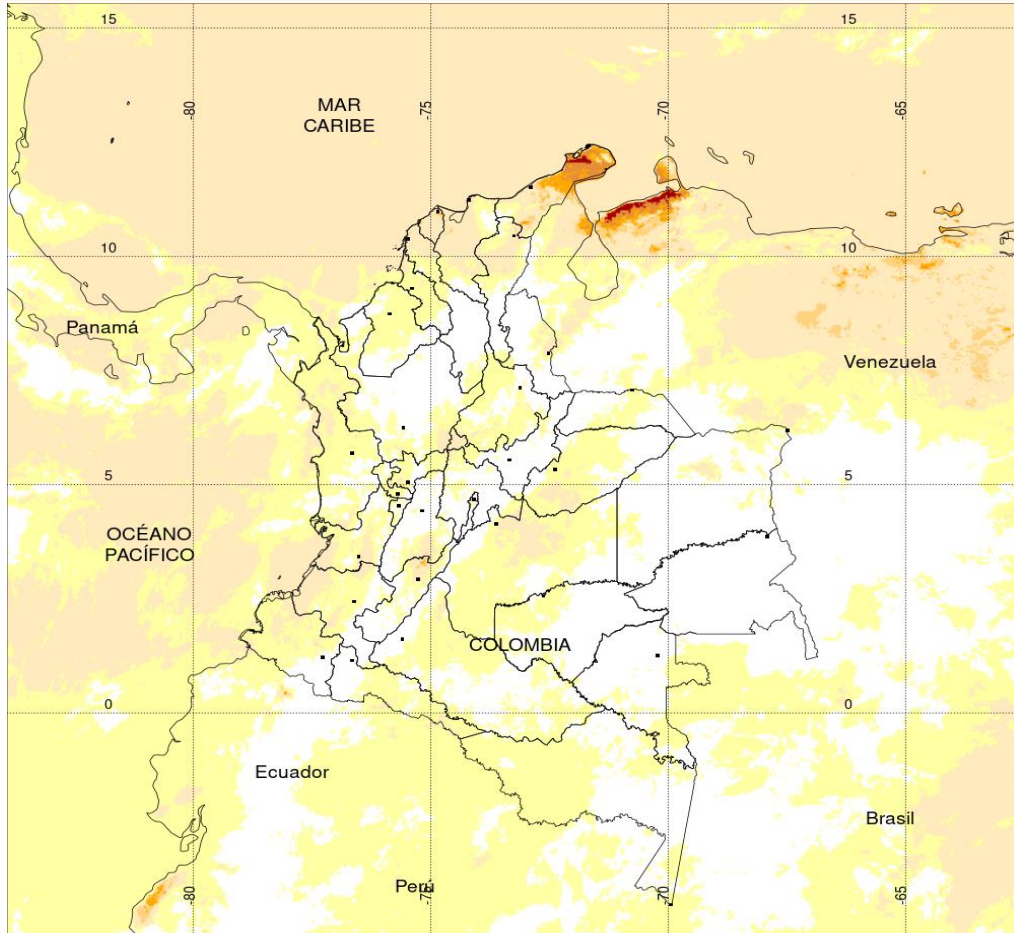 15
15
-80
-75
-70
-65
MAR
CARIBE
10
10
Panamá
Venezuela
5
5
OCÉANO
PACÍFICO
COLOMBIA
0
0
Ecuador
Brasil
Perú
-80
-75
-70
-65